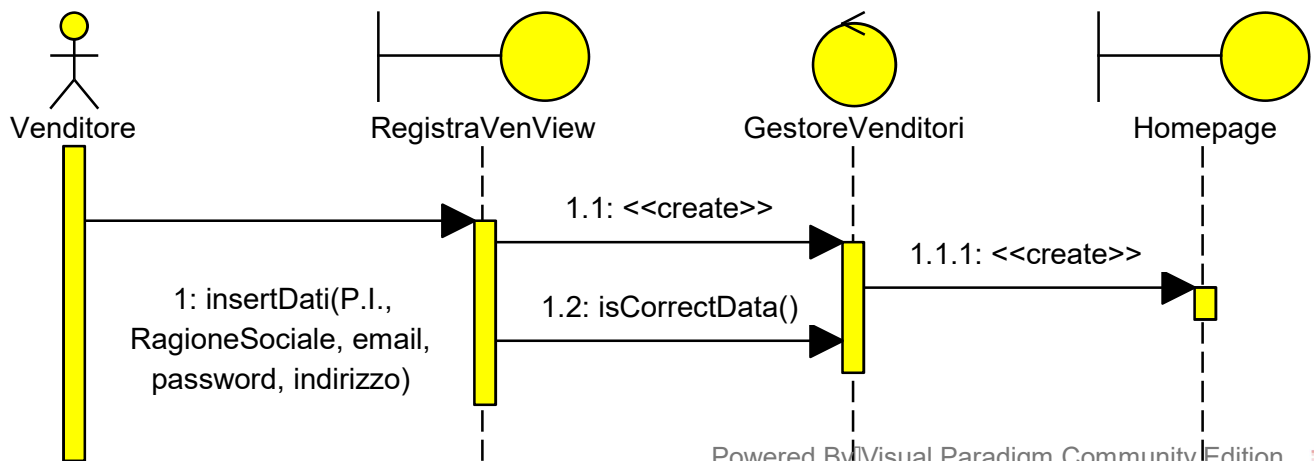 Venditore
RegistraVenView
GestoreVenditori
Homepage
1.1: <<create>>
1.1.1: <<create>>
1: insertDati(P.I.,
RagioneSociale, email,
password, indirizzo)
1.2: isCorrectData()
Powered By Visual Paradigm Community Edition